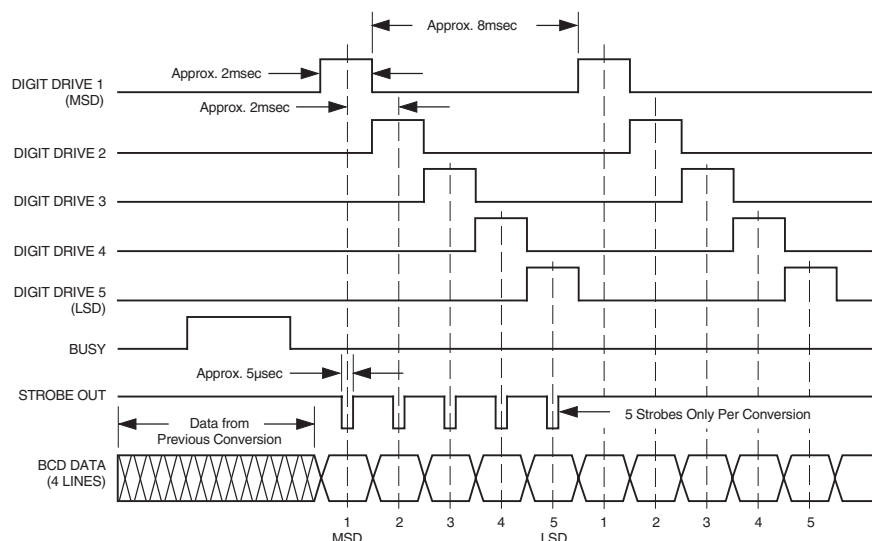 Approx. 8msec
Approx. 2msec
DIGIT DRIVE 1
(MSD)
Approx. 2msec
DIGIT DRIVE 2
DIGIT DRIVE 3
DIGIT DRIVE 4
DIGIT DRIVE 5
(LSD)
BUSY
Approx. 5µsec
STROBE OUT
5 Strobes Only Per Conversion
Data from
Previous Conversion
BCD DATA
(4 LINES)
1 2 3 4 5 1 2 3 4 5
MSD LSD